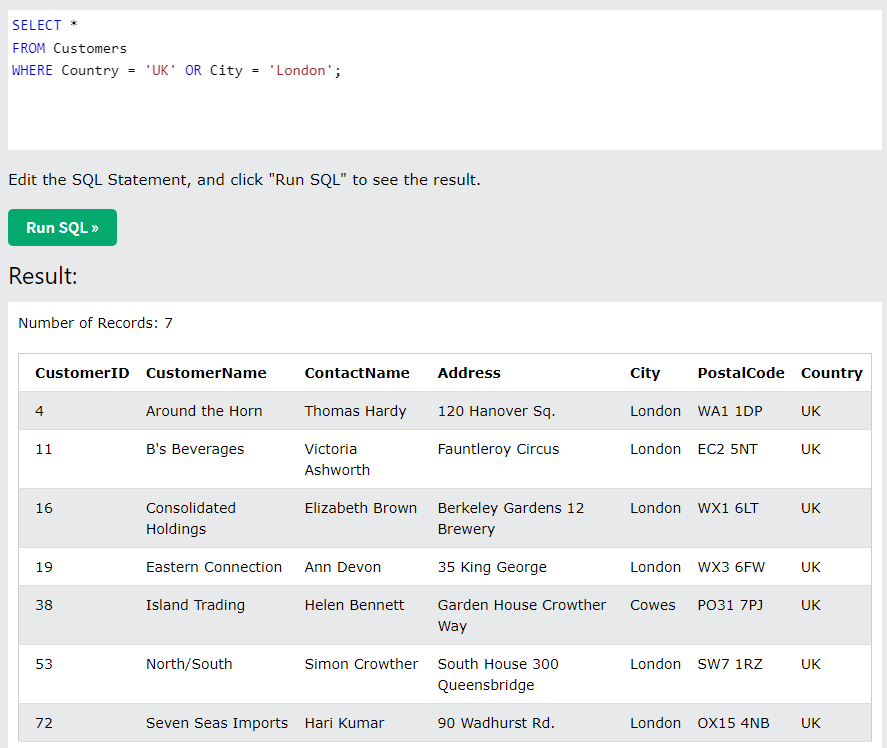 SELECT *
FROM Customers
WHERE Country = 'UK' OR City = 'London';
Edit the SQL Statement, and click "Run SQL" to see the result.
Run SQL »
Result:
Number of Records: 7
CustomerID CustomerName ContactName Address City PostalCode Country
4 Around the Horn Thomas Hardy 120 Hanover Sq. London WA1 1DP UK
11 B's Beverages Victoria Fauntleroy Circus London EC2 5NT UK
Ashworth
16 Consolidated Elizabeth Brown Berkeley Gardens 12 London WX1 6LT UK
Holdings Brewery
19 Eastern Connection Ann Devon 35 King George London WX3 6FW UK
38 Island Trading Helen Bennett Garden House Crowther Cowes PO31 7PJ UK
Way
53 North/South Simon Crowther South House 300 London SW7 1RZ UK
Queensbridge
72 Seven Seas Imports Hari Kumar 90 Wadhurst Rd. London OX15 4NB UK